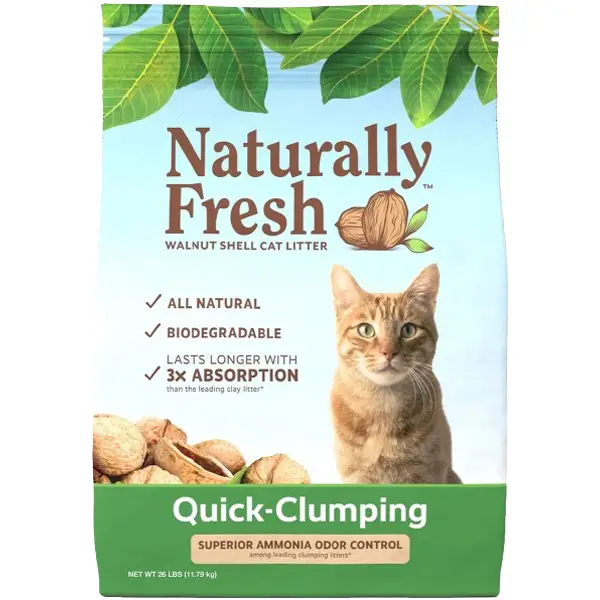 Naturally
Fresh™
WALNUT SHELL CAT LITTER
✓ ALL NATURAL
✓ BIODEGRADABLE
LASTS LONGER WITH
✓ 3x ABSORPTION
than the leading clay litter*
Quick-Clumping
SUPERIOR AMMONIA ODOR CONTROL
among leading clumping litters*
NET WT 26 LBS (11.79 kg)